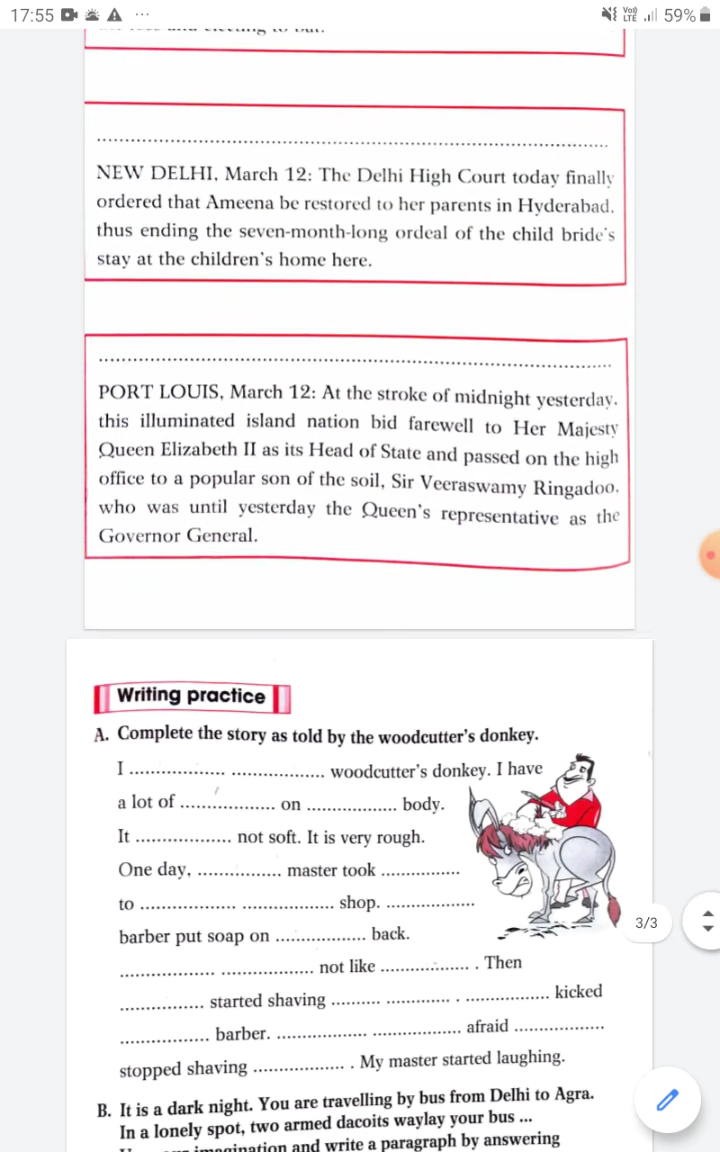 17:55 ... Vo) LTE 59%
NEW DELHI, March 12: The Delhi High Court today finally
ordered that Ameena be restored to her parents in Hyderabad,
thus ending the seven-month-long ordeal of the child bride's
stay at the children's home here.
PORT LOUIS, March 12: At the stroke of midnight yesterday,
this illuminated island nation bid farewell to Her Majesty
Queen Elizabeth II as its Head of State and passed on the high
office to a popular son of the soil, Sir Veeraswamy Ringadoo,
who was until yesterday the Queen's representative as the
Governor General.
Writing practice
A. Complete the story as told by the woodcutter's donkey.
I .................... .................... woodcutter's donkey. I have
a lot of .................... on .................... body.
It .................... not soft. It is very rough.
One day, .................... master took ....................
to .................... .................... shop. ....................
barber put soap on .................... back.
.................... .................... not like .................... . Then
.................... started shaving .................... .................... . .................... kicked
.................... barber. .................... .................... afraid ....................
stopped shaving .................... . My master started laughing.
3/3
B. It is a dark night. You are travelling by bus from Delhi to Agra.
In a lonely spot, two armed dacoits waylay your bus ...
and write a paragraph by answering